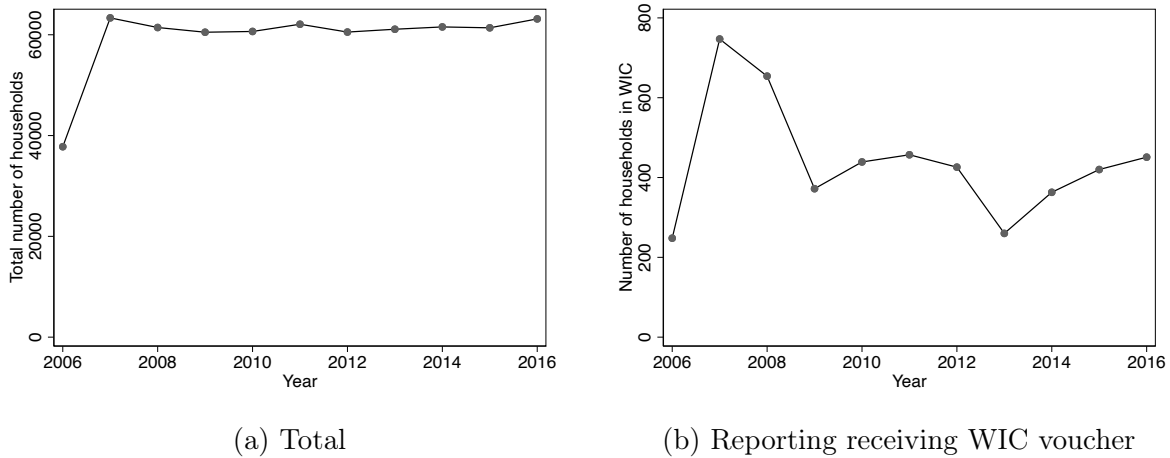 Total number of households
60000
40000
20000
0
2006 2008 2010 2012 2014 2016
Year
(a) Total
Number of households in WIC
800
600
400
200
0
2006 2008 2010 2012 2014 2016
Year
(b) Reporting receiving WIC voucher